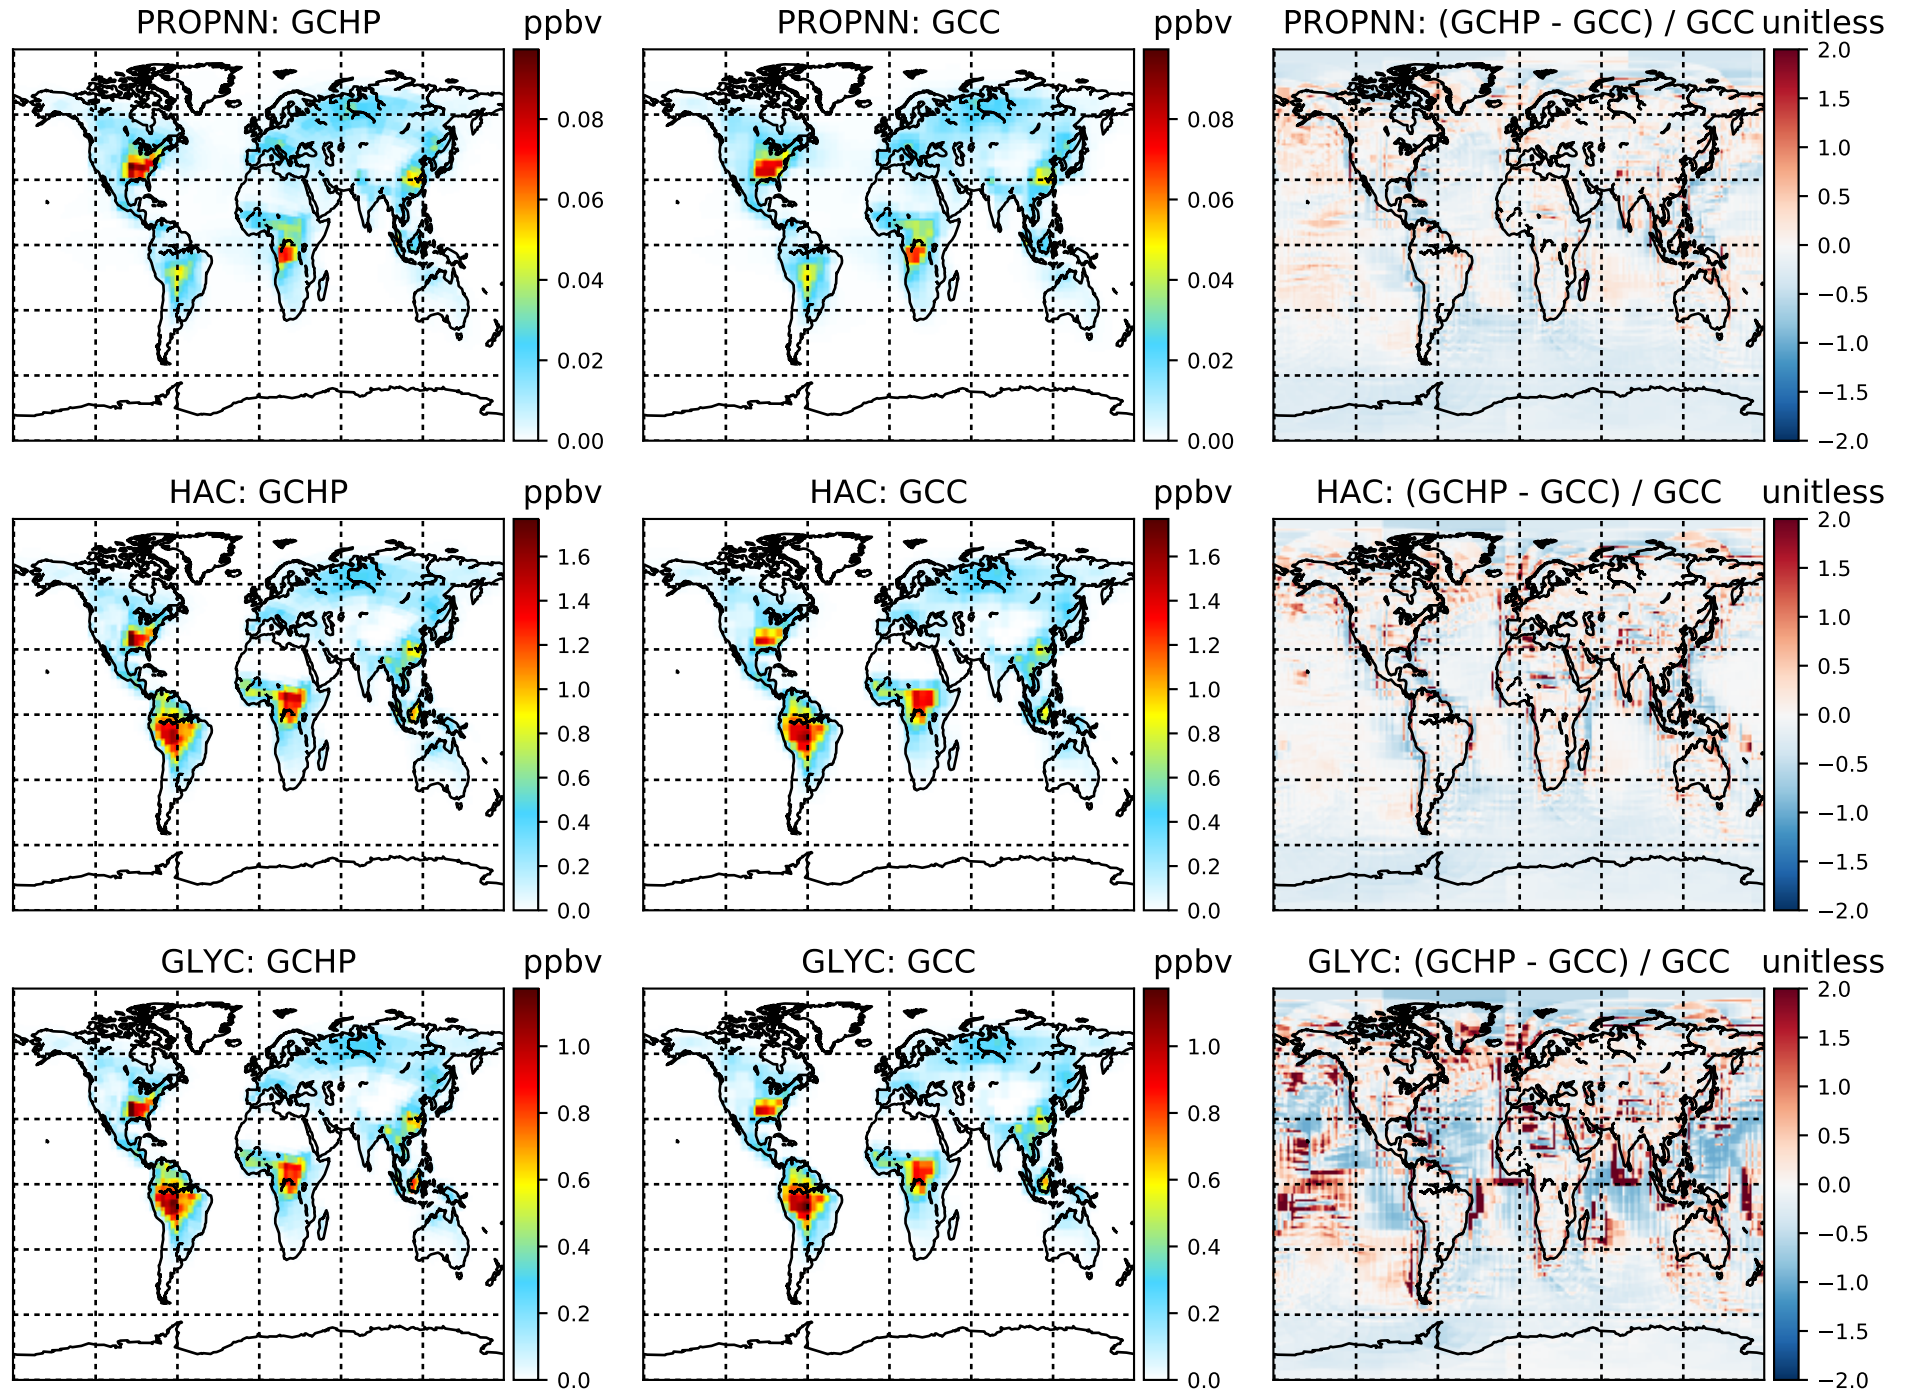 PROPNN: GCHP ppbv PROPNN: GCC ppbv PROPNN: (GCHP - GCC) / GCC unitless
0.08 0.08 2.0
0.06 0.06 1.5
0.04 0.04 1.0
0.02 0.02 0.5
0.00 0.00 0.0
−0.5
−1.0
−1.5
−2.0
HAC: GCHP ppbv HAC: GCC ppbv HAC: (GCHP - GCC) / GCC unitless
1.6 1.6 2.0
1.4 1.4 1.5
1.2 1.2 1.0
1.0 1.0 0.5
0.8 0.8 0.0
0.6 0.6 −0.5
0.4 0.4 −1.0
0.2 0.2 −1.5
0.0 0.0 −2.0
GLYC: GCHP ppbv GLYC: GCC ppbv GLYC: (GCHP - GCC) / GCC unitless
1.0 1.0 2.0
0.8 0.8 1.5
0.6 0.6 1.0
0.4 0.4 0.5
0.2 0.2 0.0
0.0 0.0 −0.5
−1.0
−1.5
−2.0